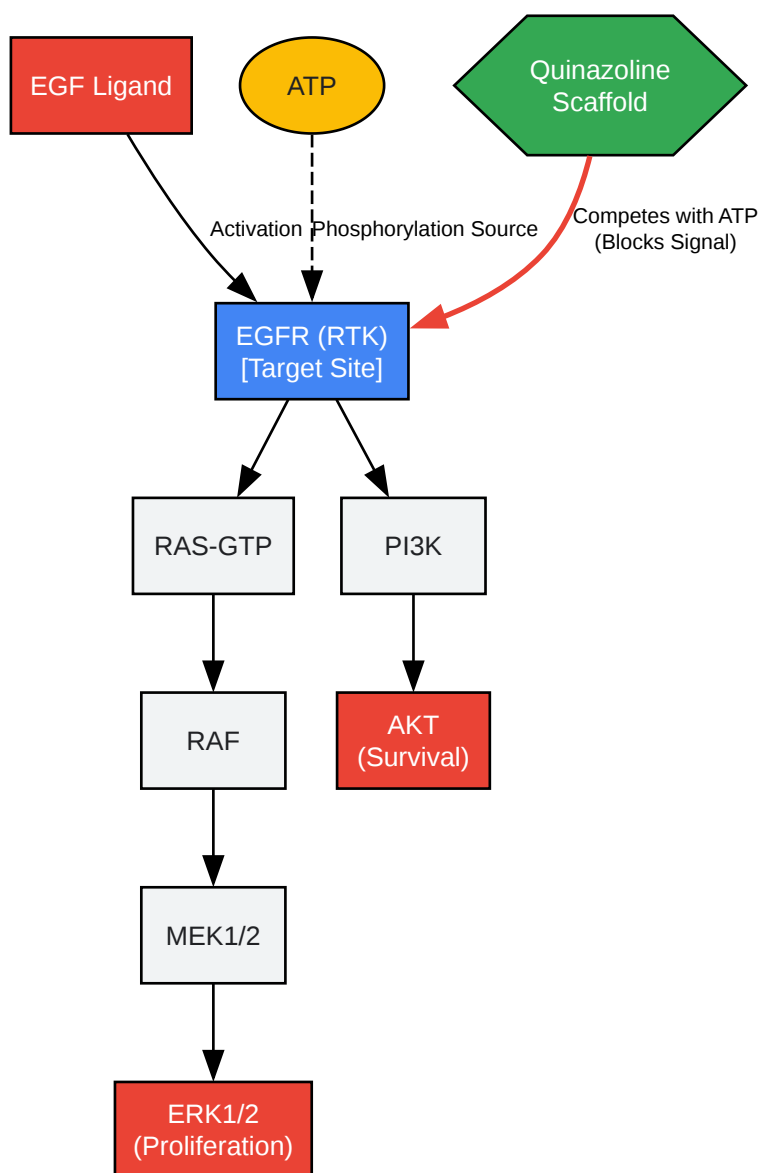 EGF Ligand
ATP
Quinazoline
Scaffold
Activation
Phosphorylation Source
Competes with ATP
(Blocks Signal)
EGFR (RTK)
[Target Site]
RAS-GTP
PI3K
RAF
AKT
(Survival)
MEK1/2
ERK1/2
(Proliferation)